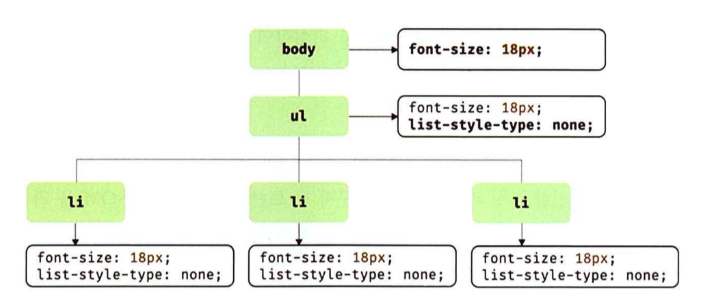 body
font-size: 18px;
ul
font-size: 18px;
list-style-type: none;
li
li
li
font-size: 18px;
list-style-type: none;
font-size: 18px;
list-style-type: none;
font-size: 18px;
list-style-type: none;